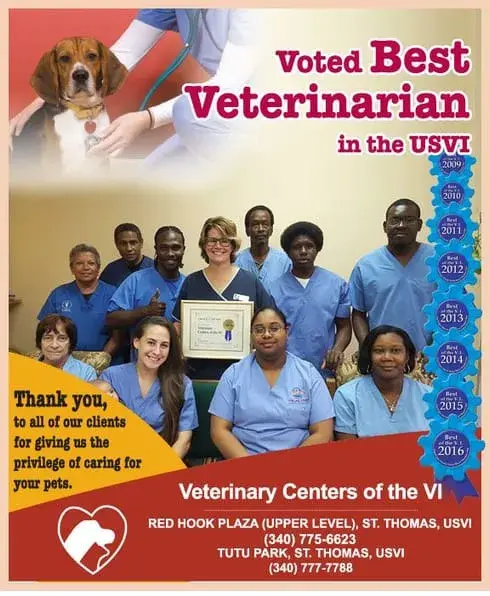 Voted Best
Veterinarian
in the USVI
2009
Best
of the V.I.
2010
Best
of the V.I.
2011
Best
of the V.I.
2012
Best
of the V.I.
2013
Best
of the V.I.
2014
Best
of the V.I.
2015
Best
of the V.I.
2016
Veterinary
Centers of the VI
Thank you,
to all of our clients
for giving us the
privilege of caring for
your pets.
Veterinary Centers of the VI
RED HOOK PLAZA (UPPER LEVEL), ST. THOMAS, USVI
(340) 775-6623
TUTU PARK, ST. THOMAS, USVI
(340) 777-7788